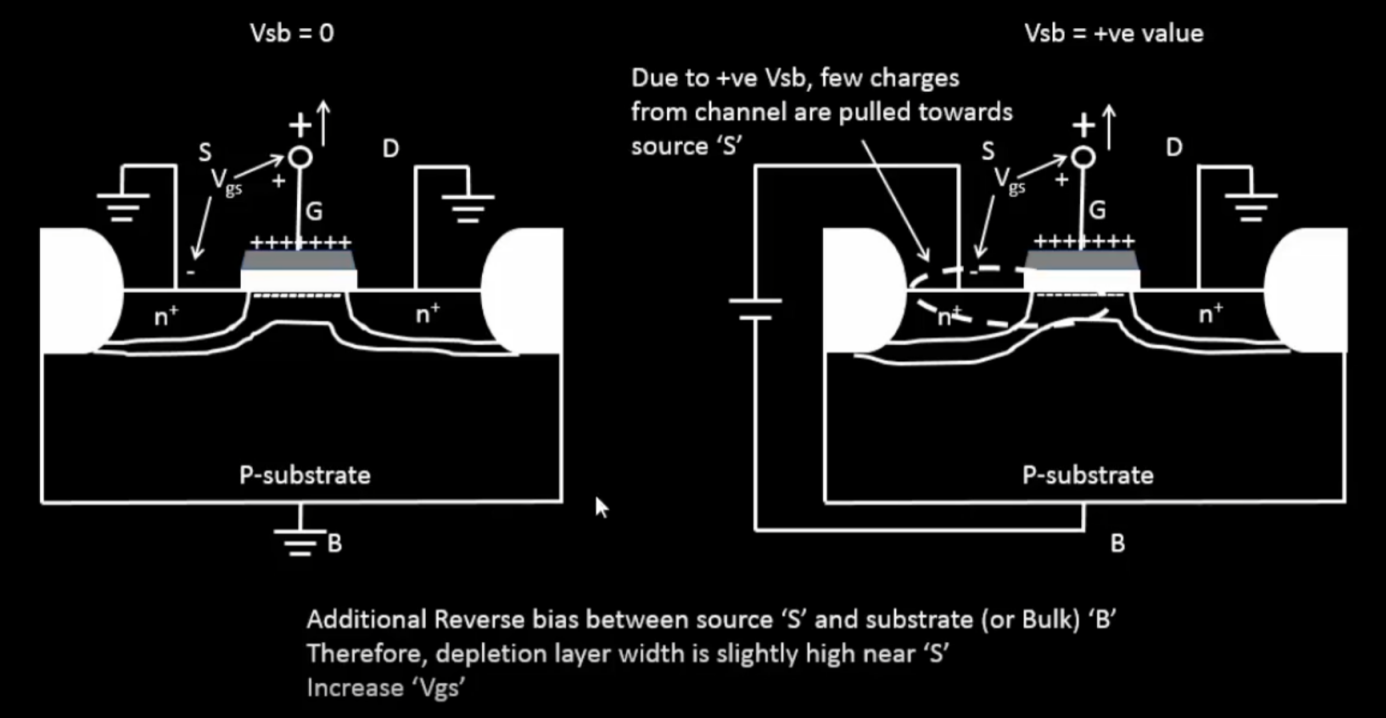 Vsb = 0
Vsb = +ve value
Due to +ve Vsb, few charges
from channel are pulled towards
source ‘S’
+
S
D
Vgs
+
G
+++++++
-
n+
n+
P-substrate
B
+
S
D
Vgs
+
G
+++++++
-
n+
n+
P-substrate
B
Additional Reverse bias between source ‘S’ and substrate (or Bulk) ‘B’
Therefore, depletion layer width is slightly high near ‘S’
Increase ‘Vgs’